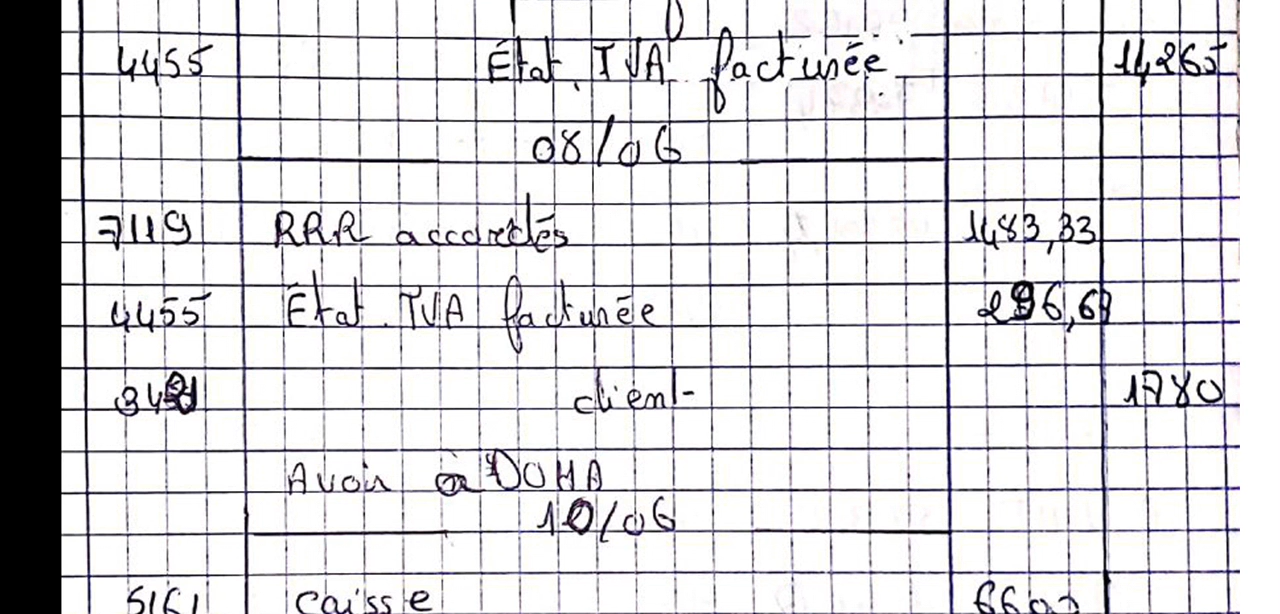 4455 État. TVA facturée 14265
08/06
7119 RRR accordés 1483,33
4455 État. TVA facturée 296,67
3421 client 1780
Avoir à DOHA
10/06
5161 caisse